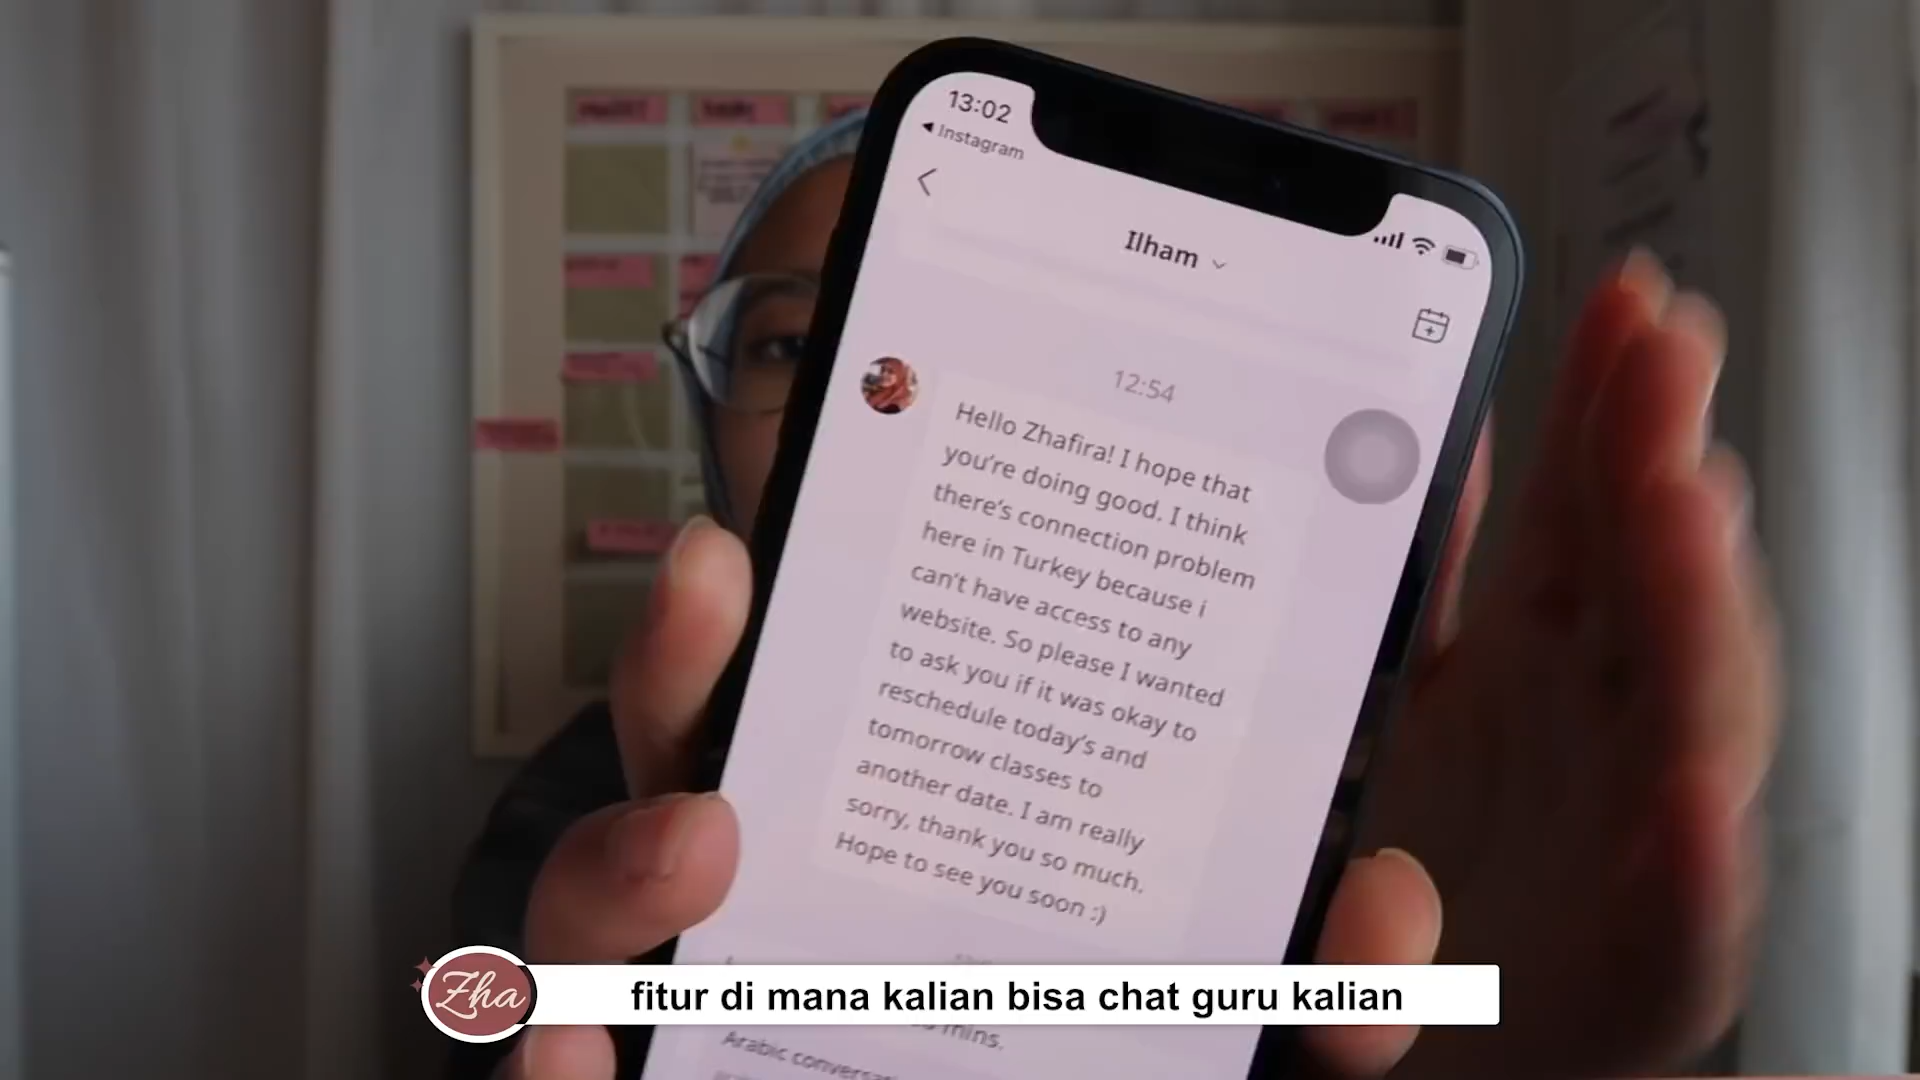 13:02
Instagram
Ilham
12:54
Hello Zhafira! I hope that
you're doing good. I think
there's connection problem
here in Turkey because i
can't have access to any
website. So please I wanted
to ask you if it was okay to
reschedule today's and
tomorrow classes to
another date. I am really
sorry, thank you so much.
Hope to see you soon :)
Zha
fitur di mana kalian bisa chat guru kalian
mins.
Arabic